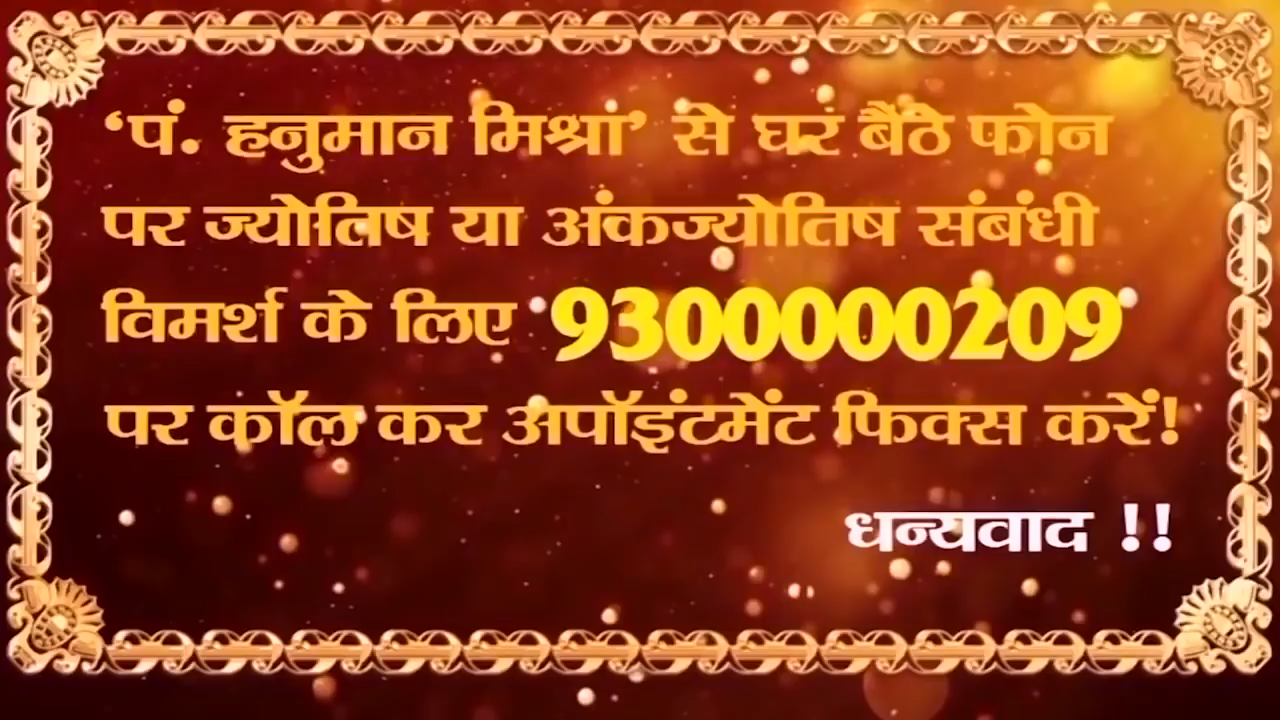 ‘पं. हनुमान मिश्रा’ से घर बैठे फोन
पर ज्योतिष या अंकज्योतिष संबंधी
विमर्श के लिए 9300000209
पर कॉल कर अपॉइंटमेंट फिक्स करें!
धन्यवाद !!